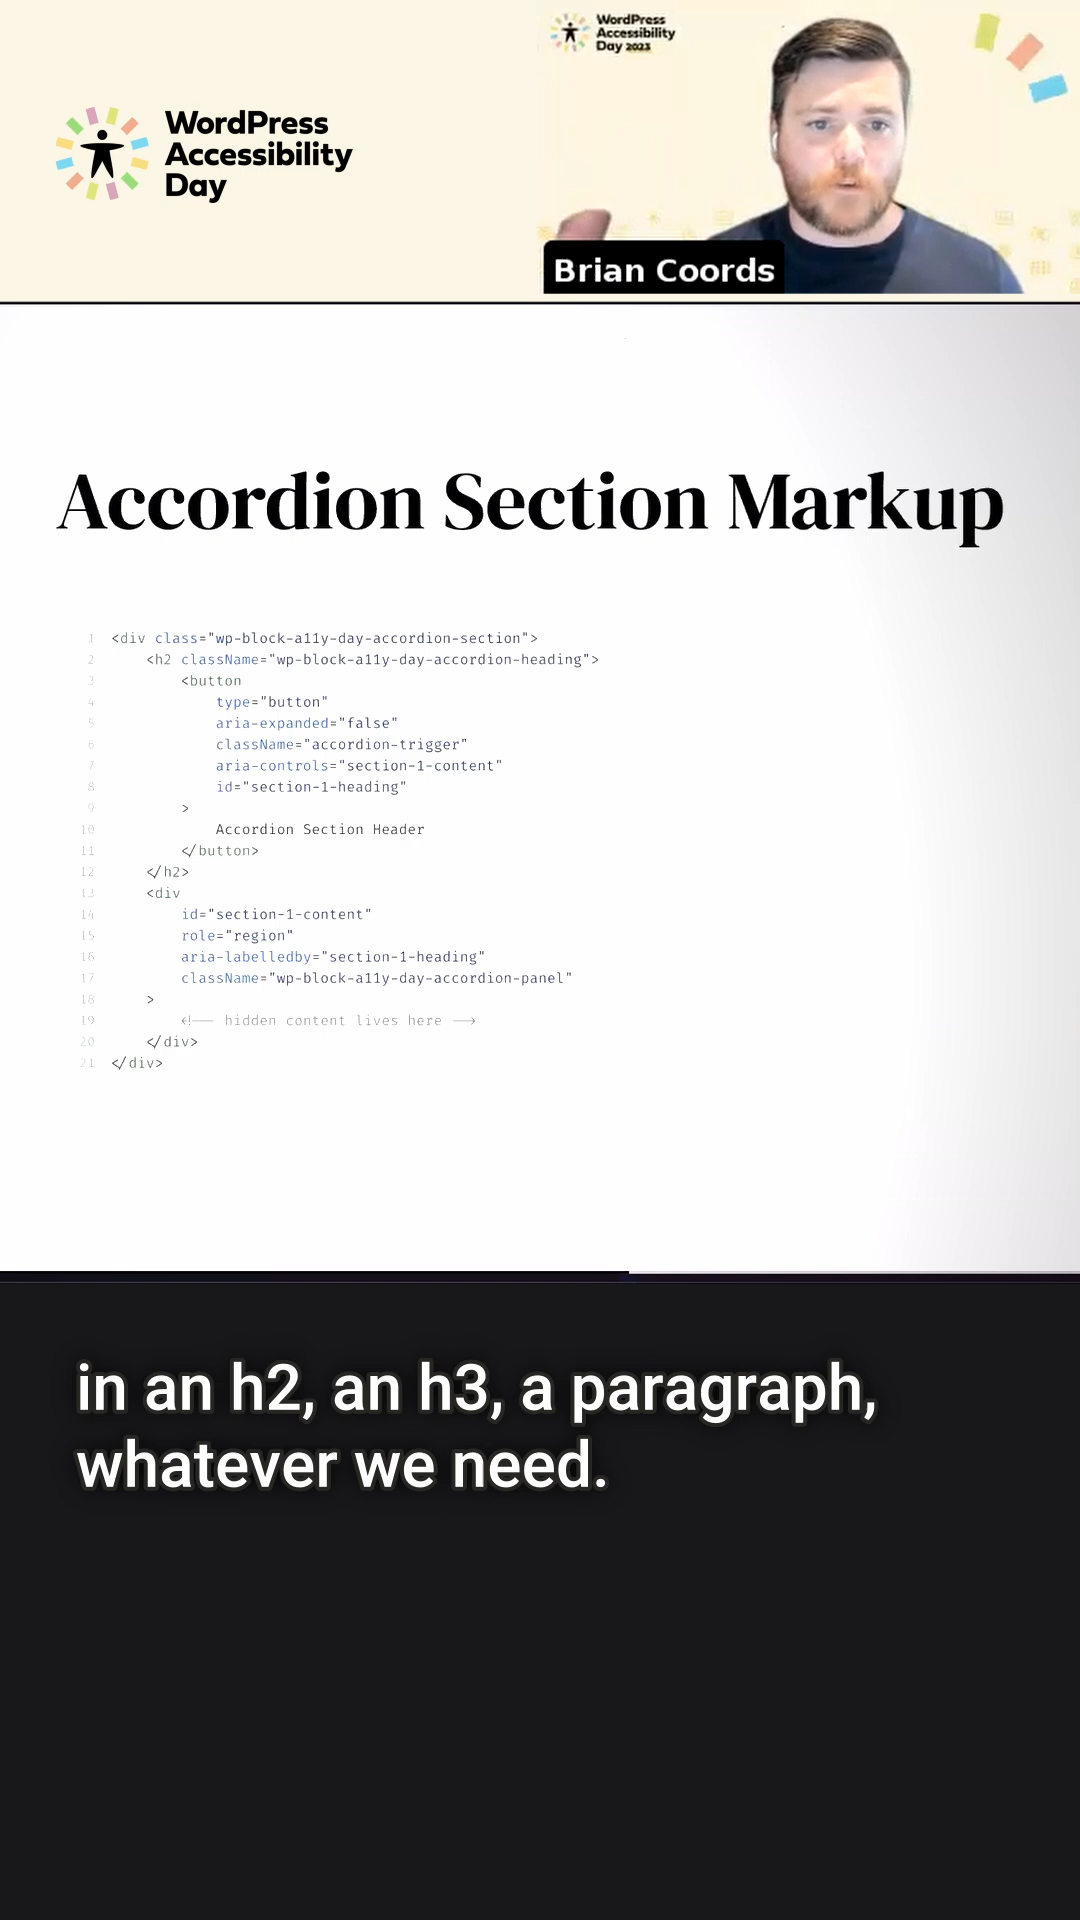 WordPress
Accessibility
Day
WordPress
Accessibility
Day 2023
Brian Coords
Accordion Section Markup
1 <div class="wp-block-a11y-day-accordion-section">
2 <h2 className="wp-block-a11y-day-accordion-heading">
3 <button
4 type="button"
5 aria-expanded="false"
6 className="accordion-trigger"
7 aria-controls="section-1-content"
8 id="section-1-heading"
9 >
10 Accordion Section Header
11 </button>
12 </h2>
13 <div
14 id="section-1-content"
15 role="region"
16 aria-labelledby="section-1-heading"
17 className="wp-block-a11y-day-accordion-panel"
18 >
19 <!-- hidden content lives here -->
20 </div>
21 </div>
in an h2, an h3, a paragraph,
whatever we need.